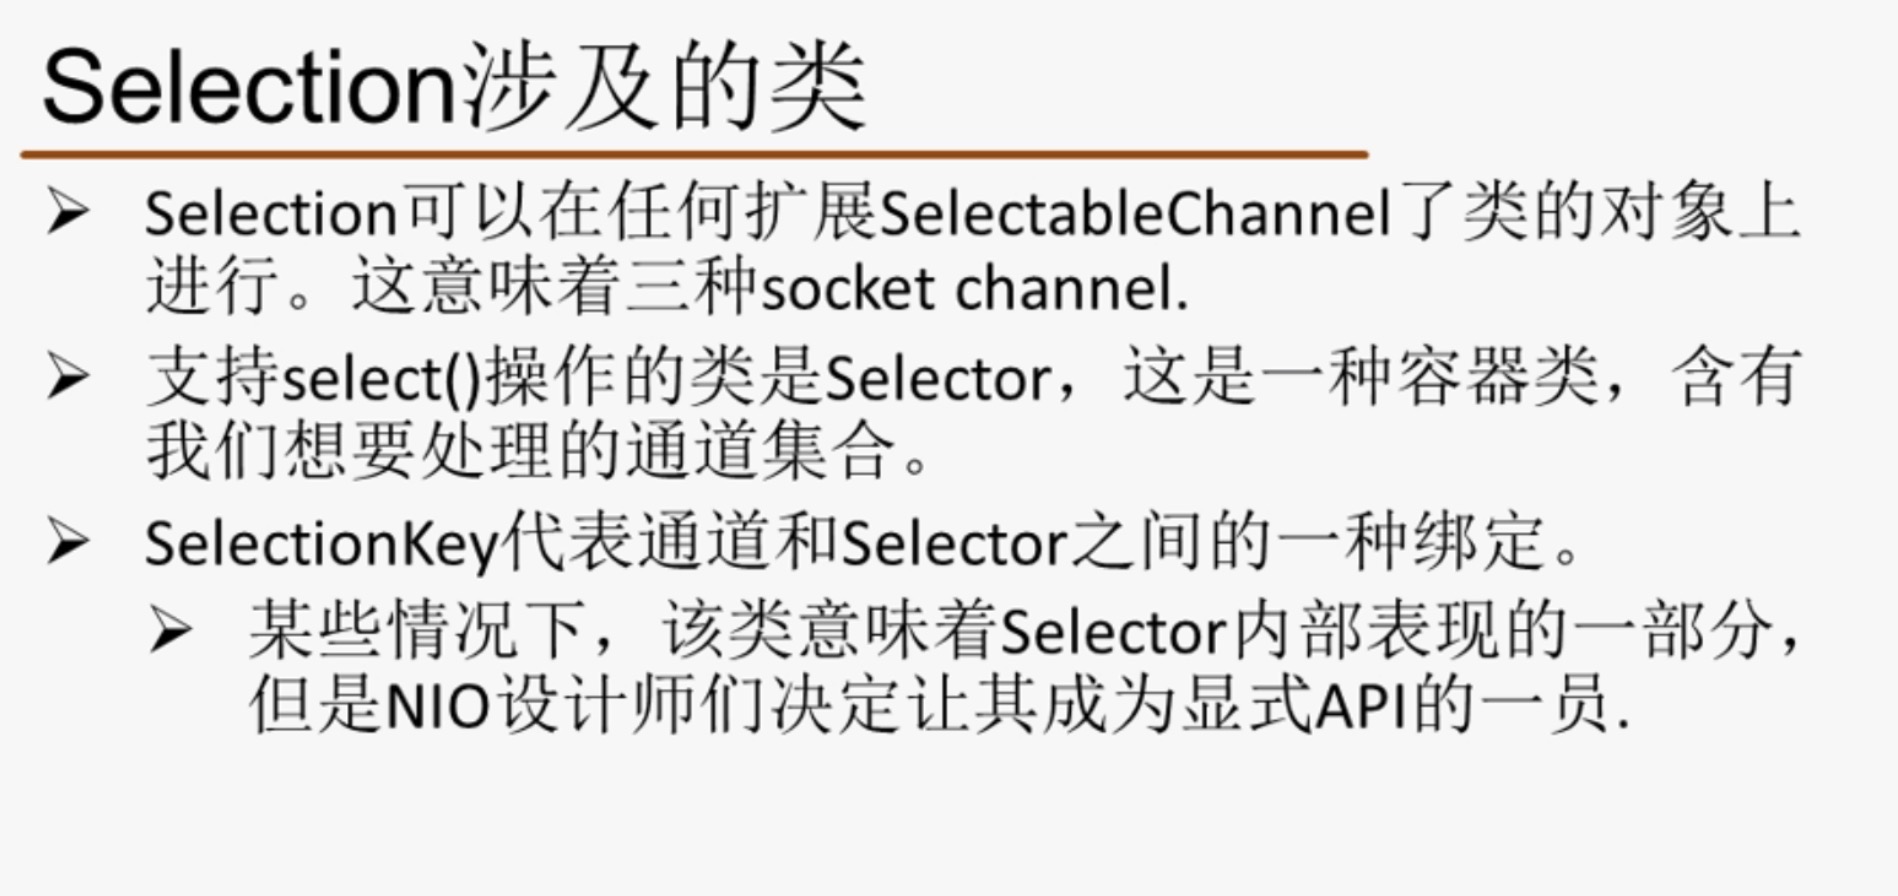 Selection涉及的类
Selection可以在任何扩展SelectableChannel了类的对象上
进行。这意味着三种socket channel.
支持select()操作的类是Selector，这是一种容器类，含有
我们想要处理的通道集合。
SelectionKey代表通道和Selector之间的一种绑定。
某些情况下，该类意味着Selector内部表现的一部分，
但是NIO设计师们决定让其成为显式API的一员.